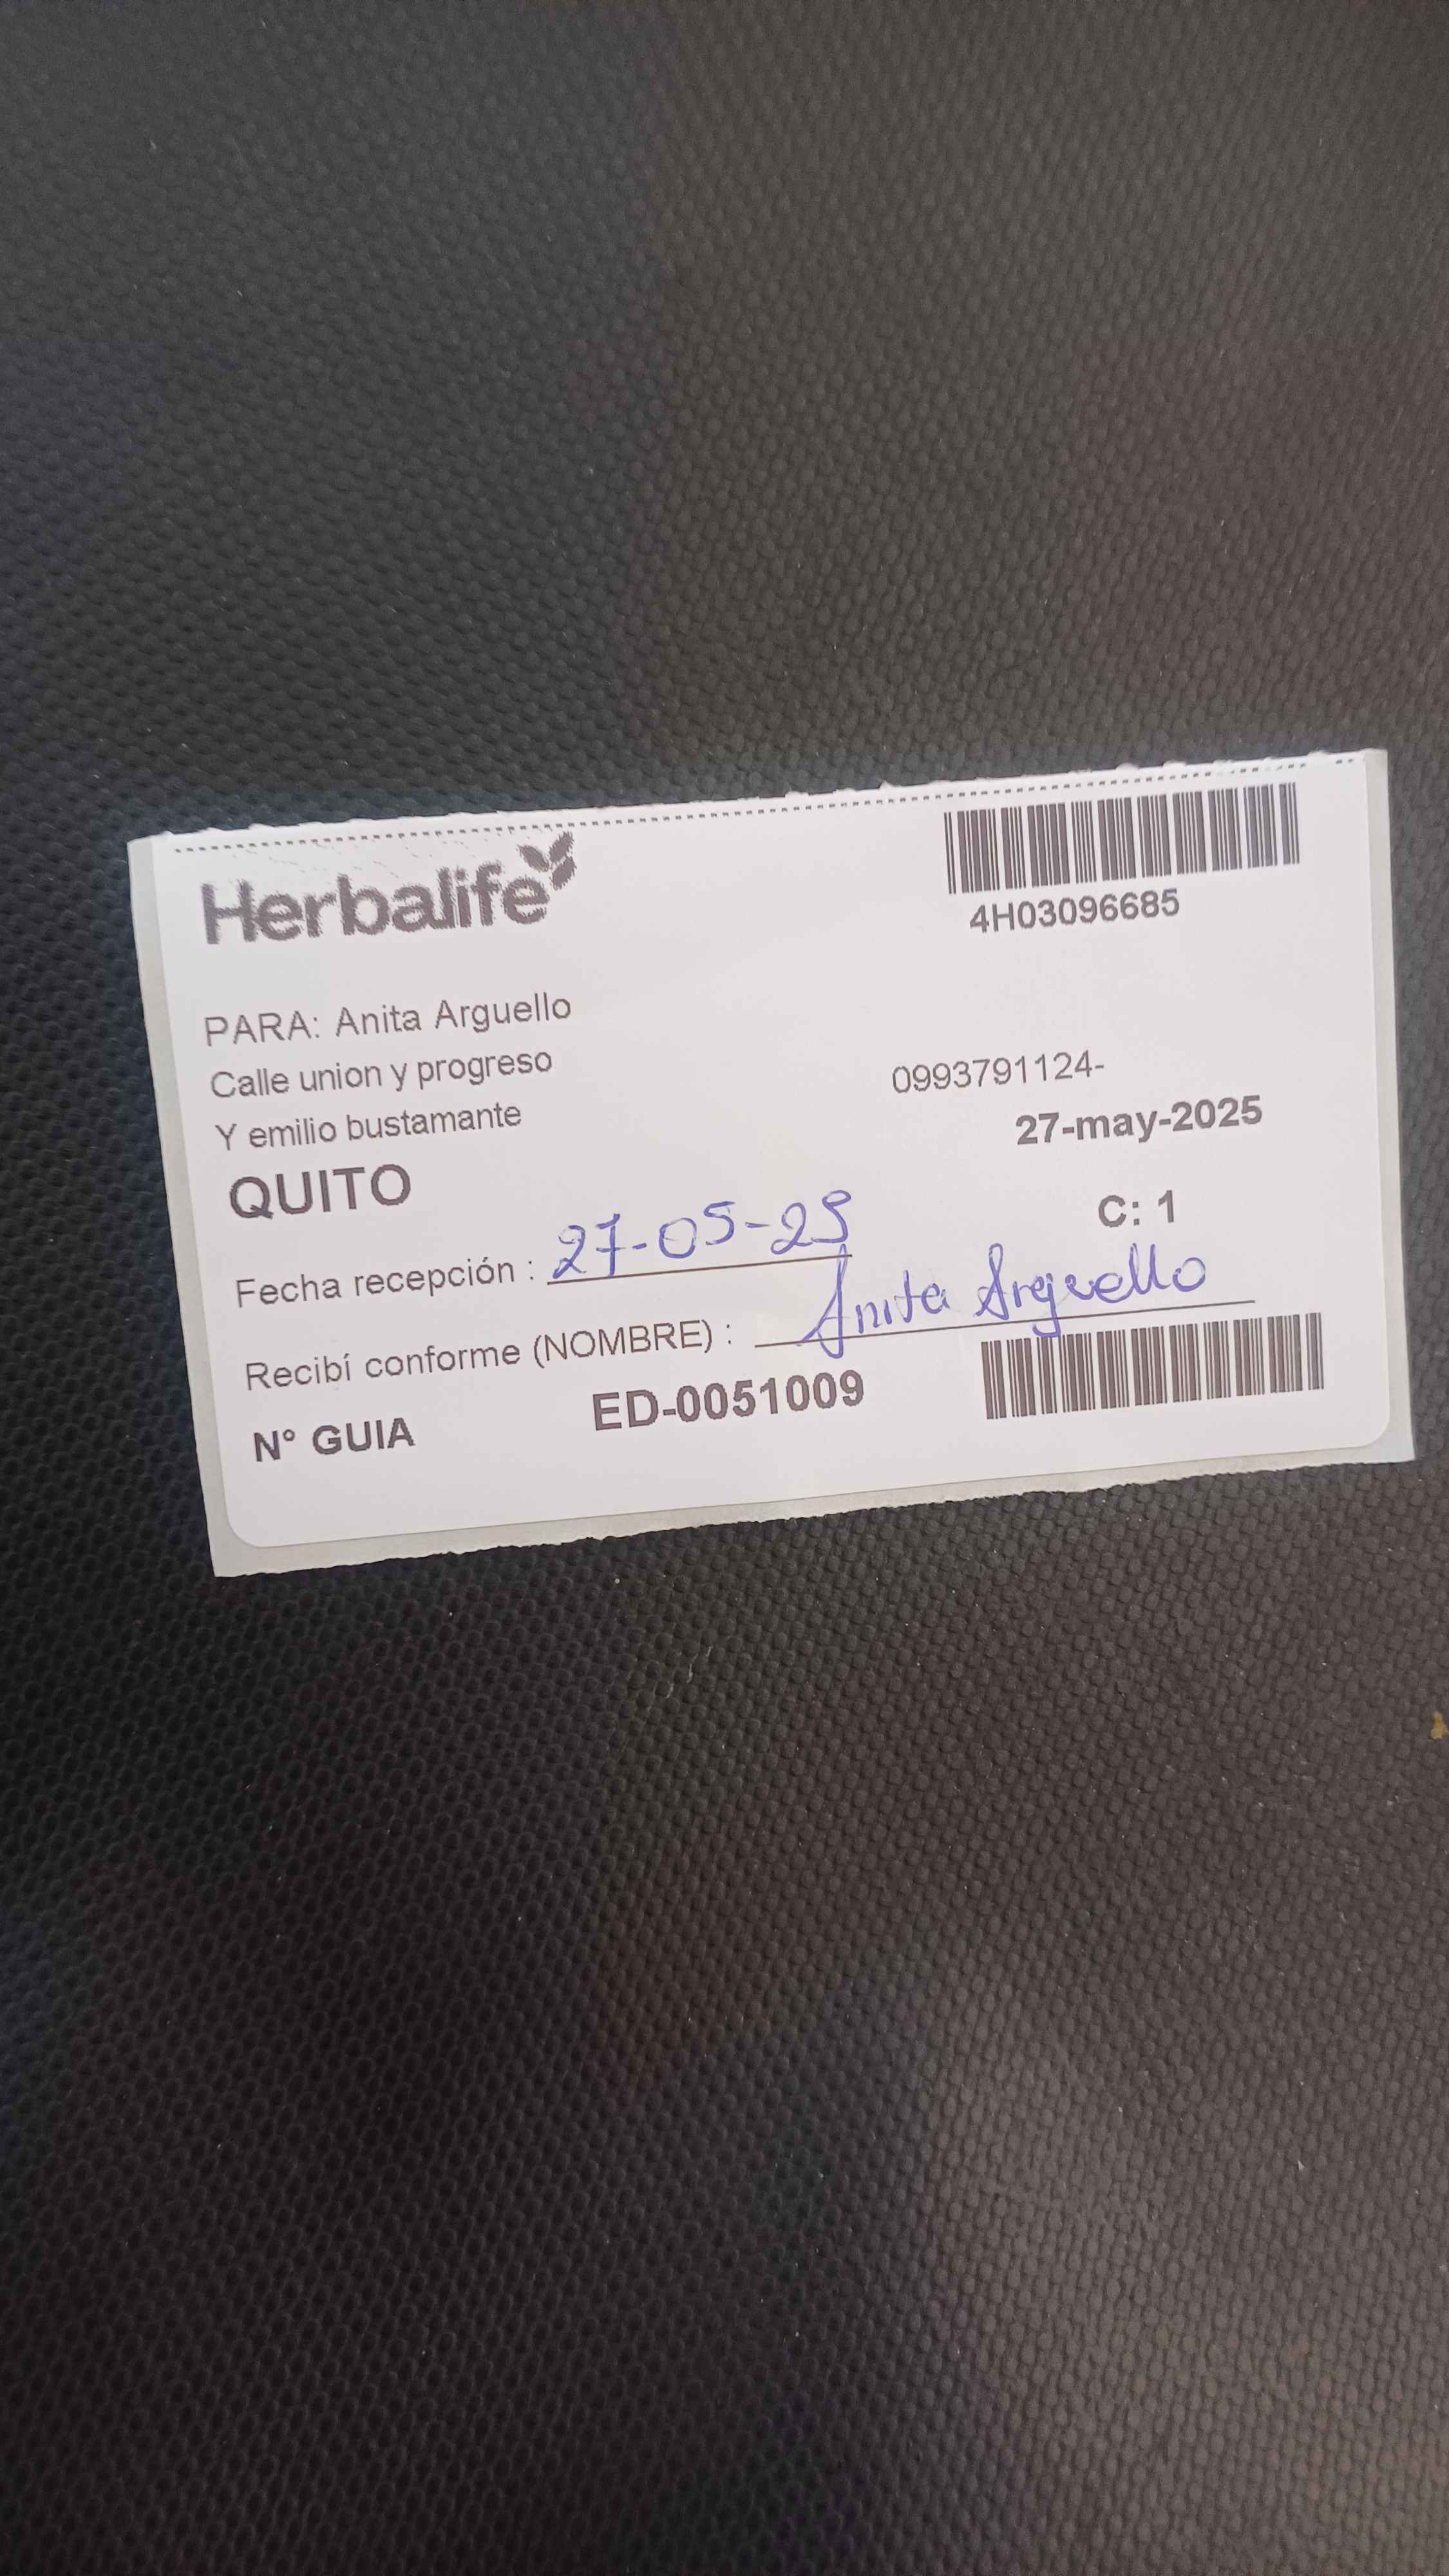 Herbalife
4H03096685
PARA: Anita Arguello
Calle union y progreso
0993791124-
Y emilio bustamante
27-may-2025
QUITO
C: 1
Fecha recepción : 27-05-25
Recibí conforme (NOMBRE) : Anita Arguello
N° GUIA ED-0051009